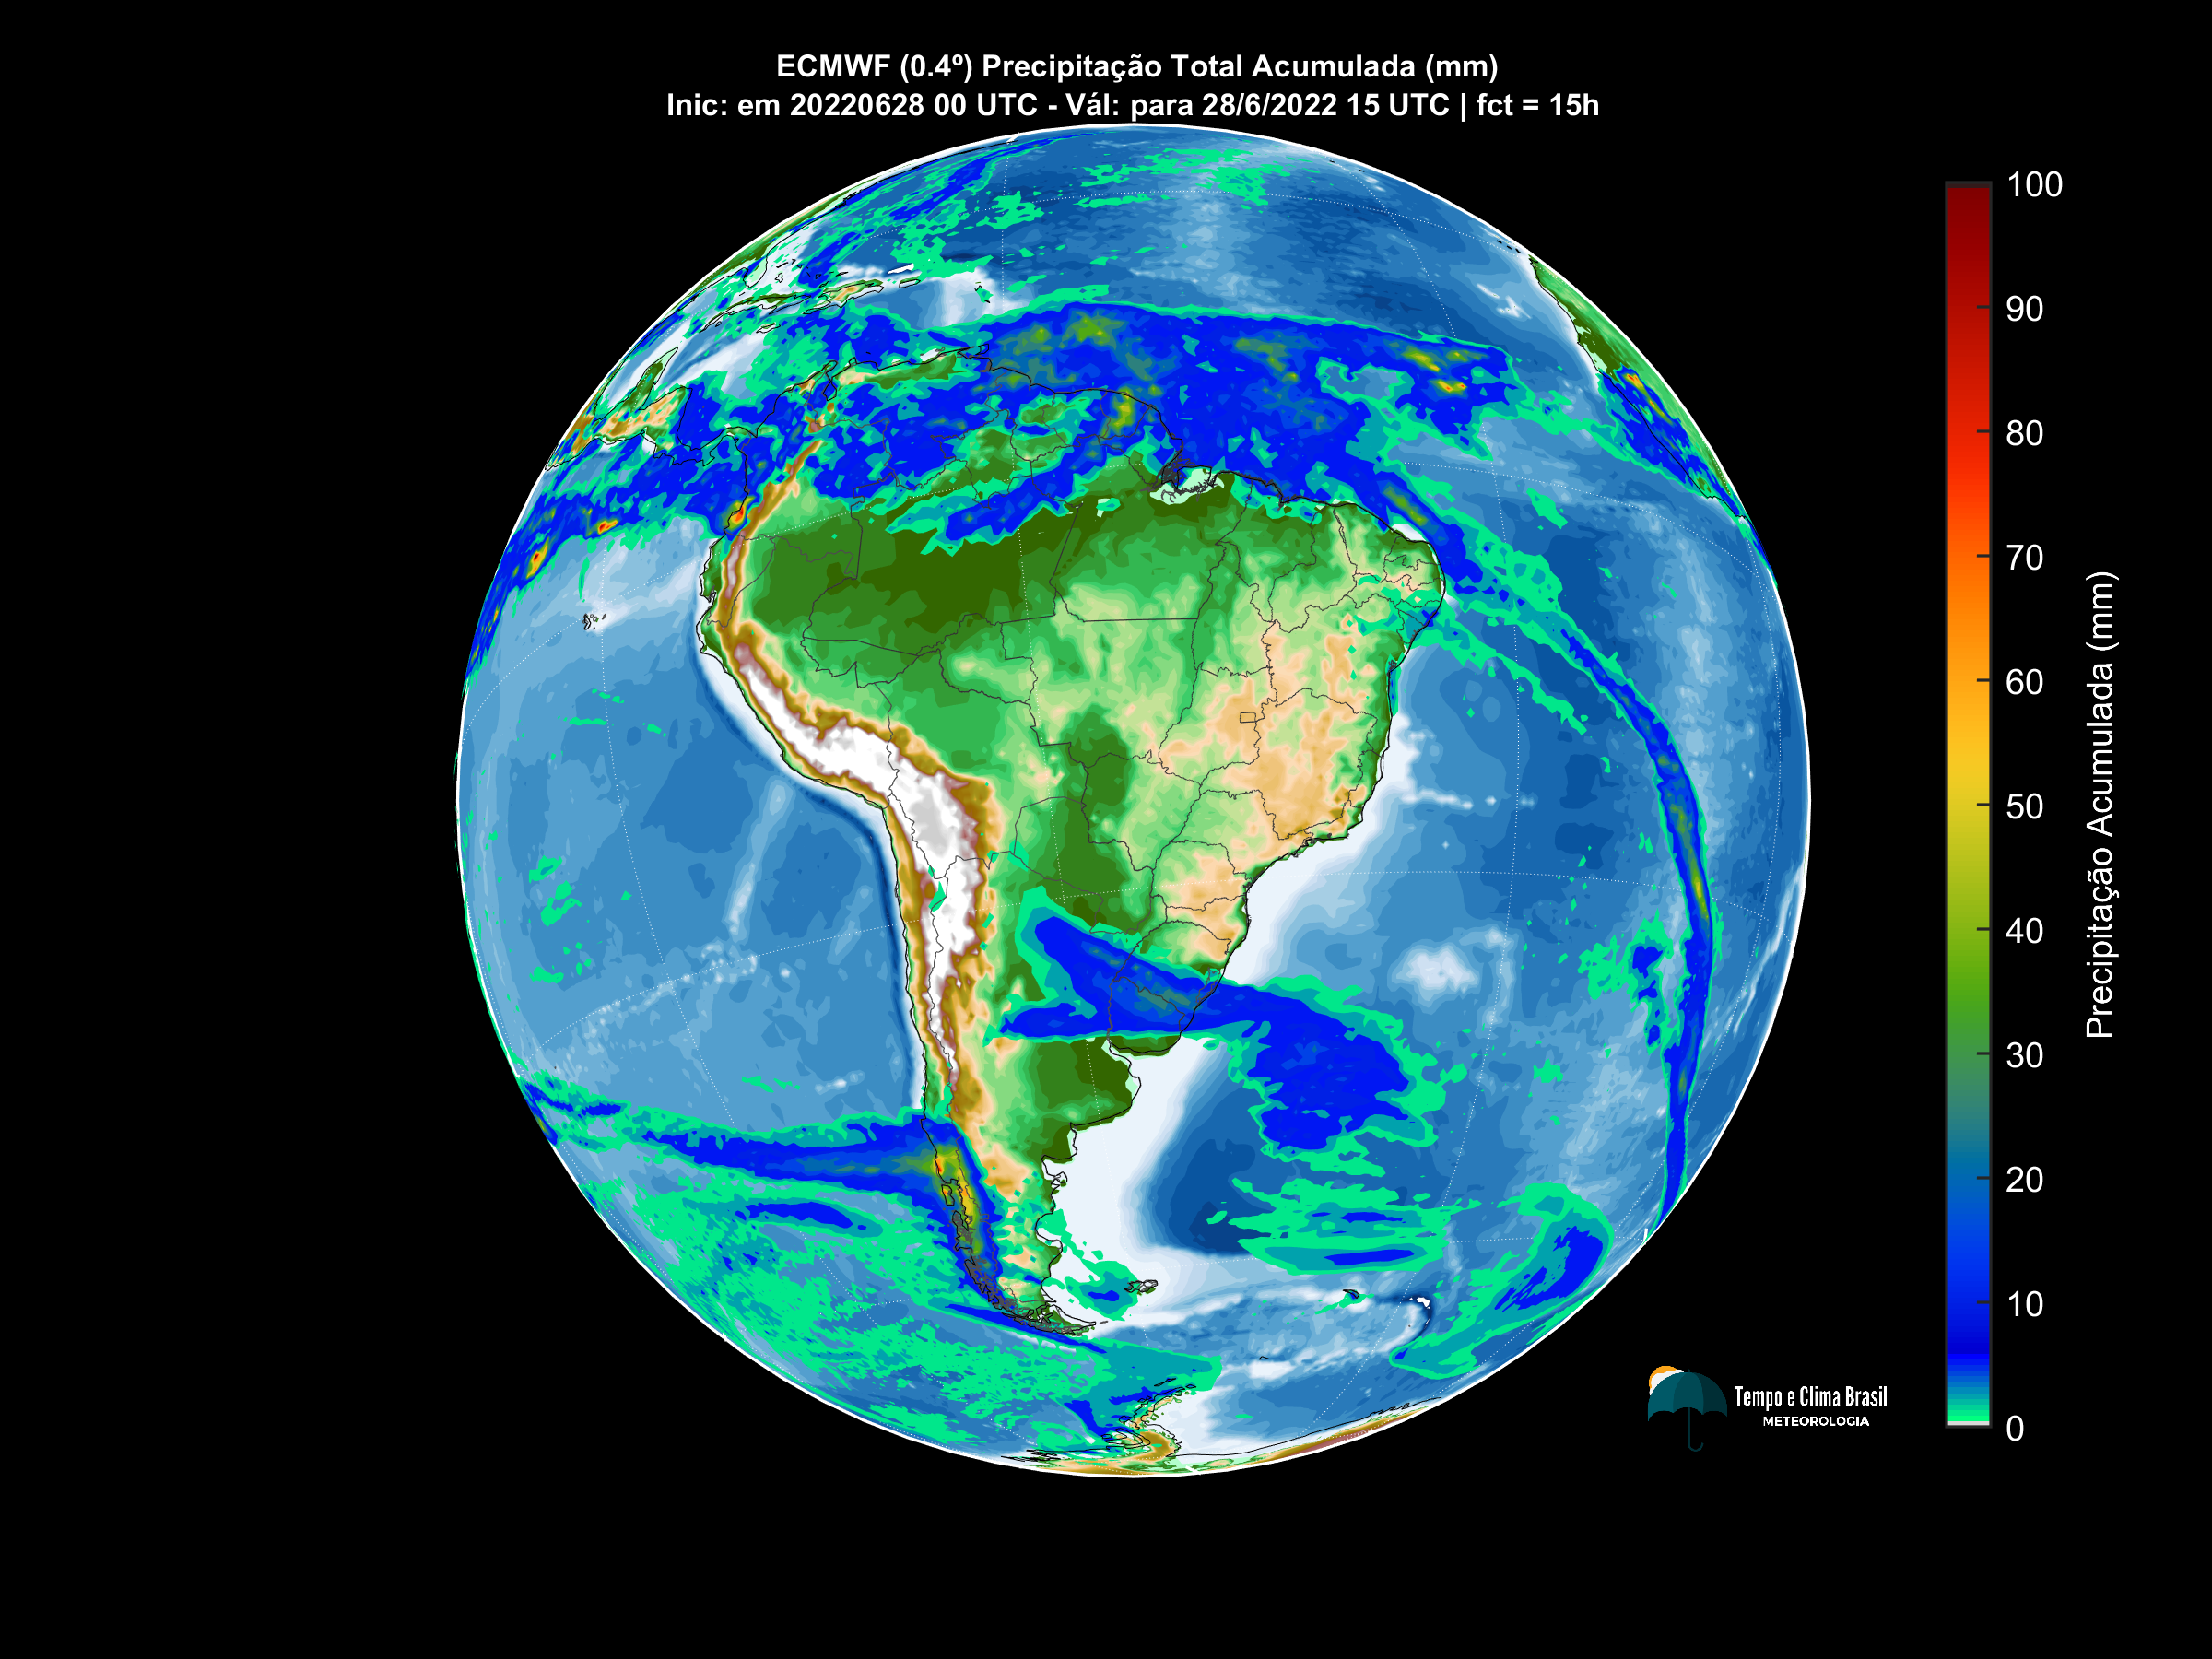 ECMWF (0.4º) Precipitação Total Acumulada (mm)
Inic: em 20220628 00 UTC - Vál: para 28/6/2022 15 UTC | fct = 15h
100
90
80
70
60
50
40
30
20
10
0
Precipitação Acumulada (mm)
Tempo e Clima Brasil
METEOROLOGIA